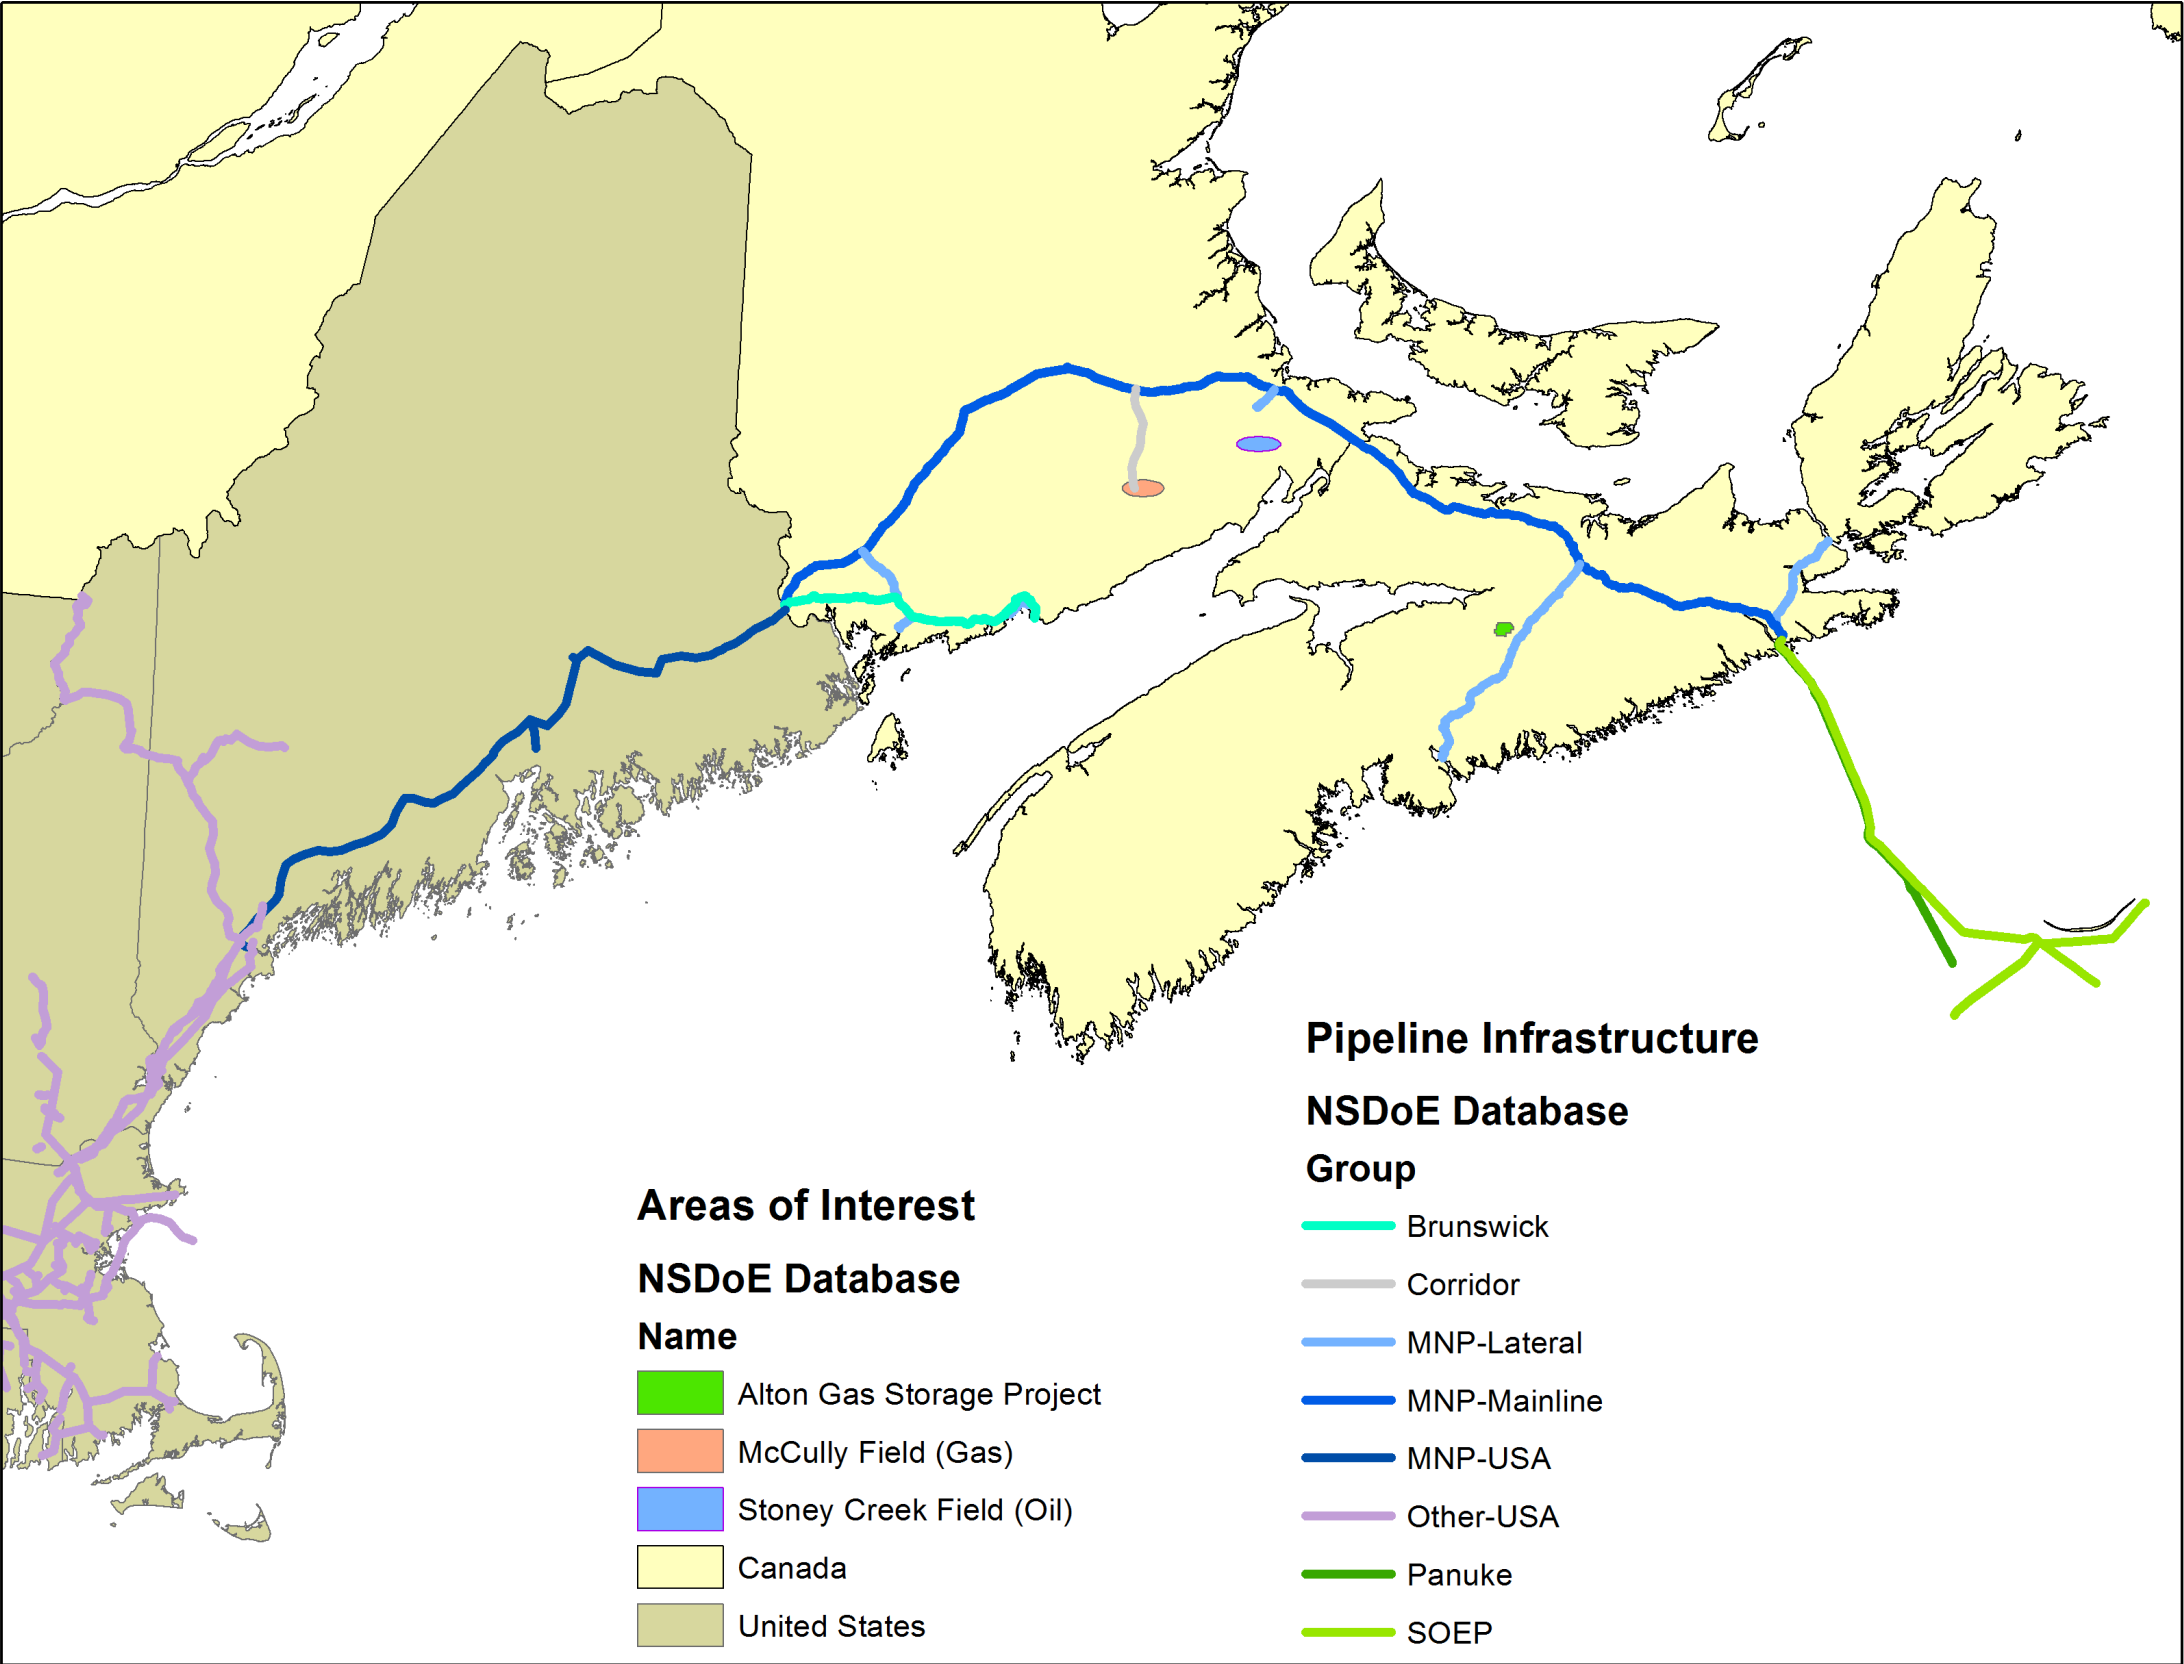 Areas of Interest
NSDoE Database
Name
Alton Gas Storage Project
McCully Field (Gas)
Stoney Creek Field (Oil)
Canada
United States
Pipeline Infrastructure
NSDoE Database
Group
Brunswick
Corridor
MNP-Lateral
MNP-Mainline
MNP-USA
Other-USA
Panuke
SOEP